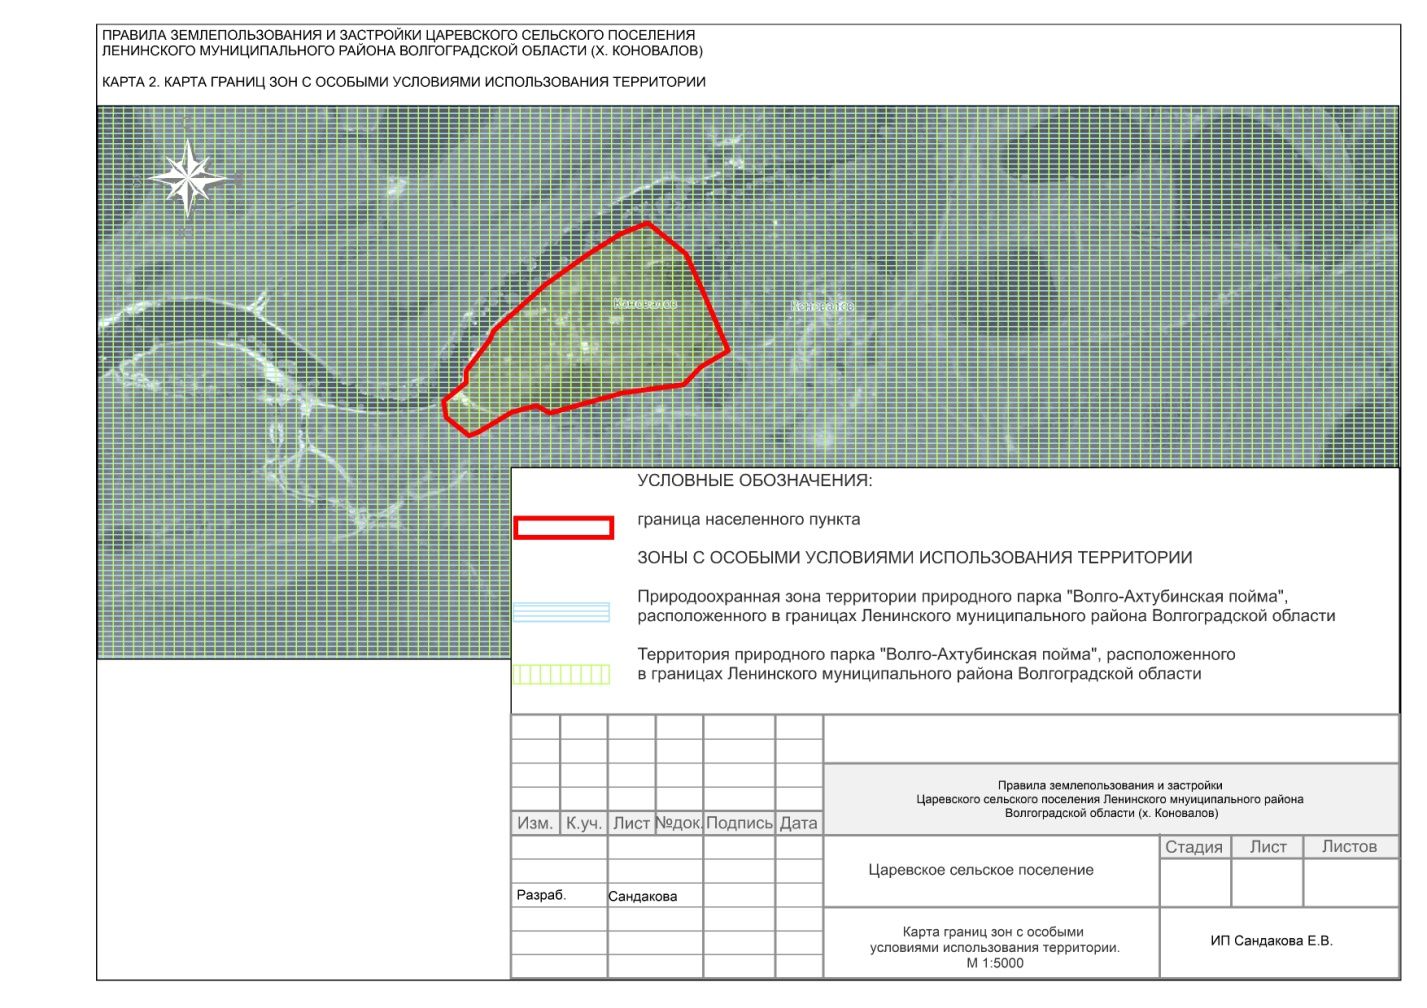 ПРАВИЛА ЗЕМЛЕПОЛЬЗОВАНИЯ И ЗАСТРОЙКИ ЦАРЕВСКОГО СЕЛЬСКОГО ПОСЕЛЕНИЯ
ЛЕНИНСКОГО МУНИЦИПАЛЬНОГО РАЙОНА ВОЛГОГРАДСКОЙ ОБЛАСТИ (Х. КОНОВАЛОВ)
КАРТА 2. КАРТА ГРАНИЦ ЗОН С ОСОБЫМИ УСЛОВИЯМИ ИСПОЛЬЗОВАНИЯ ТЕРРИТОРИИ
Коновалов
Коновалов
УСЛОВНЫЕ ОБОЗНАЧЕНИЯ:
граница населенного пункта
ЗОНЫ С ОСОБЫМИ УСЛОВИЯМИ ИСПОЛЬЗОВАНИЯ ТЕРРИТОРИИ
Природоохранная зона территории природного парка "Волго-Ахтубинская пойма",
расположенного в границах Ленинского муниципального района Волгоградской области
Территория природного парка "Волго-Ахтубинская пойма", расположенного
в границах Ленинского муниципального района Волгоградской области
Правила землепользования и застройки
Царевского сельского поселения Ленинского мнуиципального района
Волгоградской области (х. Коновалов)
Изм. К.уч. Лист №док. Подпись Дата
Стадия Лист Листов
Царевское сельское поселение
Разраб. Сандакова
Карта границ зон с особыми
условиями использования территории.
М 1:5000
ИП Сандакова Е.В.